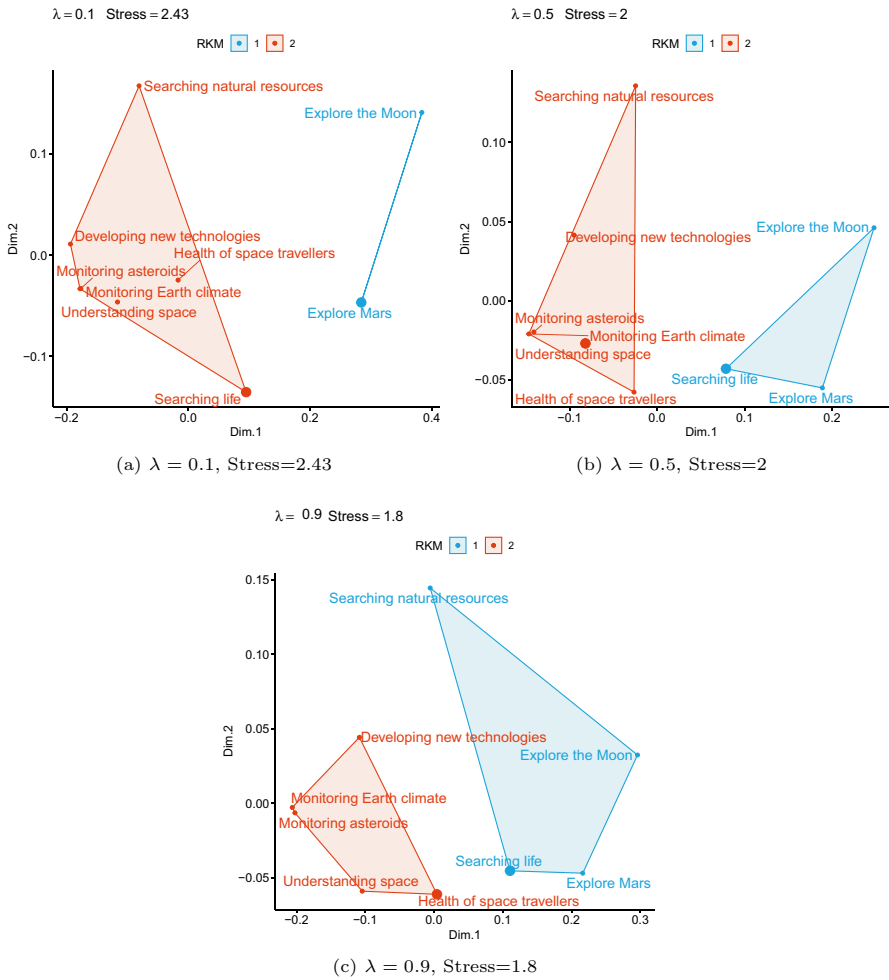 λ = 0.1 Stress = 2.43
RKM 1 2
Searching natural resources
Explore the Moon
0.1
Developing new technologies
0.0
Health of space travellers
Monitoring asteroids
Monitoring Earth climate
Understanding space
Explore Mars
−0.1
Searching life
−0.2 0.0 0.2 0.4
Dim.1
Dim.2
(a) λ = 0.1, Stress=2.43
λ = 0.5 Stress = 2
RKM 1 2
Searching natural resources
0.10
0.05
Explore the Moon
Developing new technologies
0.00
Monitoring asteroids
Monitoring Earth climate
Understanding space
Searching life
−0.05
Health of space travellers
Explore Mars
−0.1 0.0 0.1 0.2
Dim.1
Dim.2
(b) λ = 0.5, Stress=2
λ = 0.9 Stress = 1.8
RKM 1 2
0.15
Searching natural resources
0.10
0.05
Developing new technologies
Explore the Moon
0.00
Monitoring Earth climate
Monitoring asteroids
Searching life
−0.05
Understanding space
Explore Mars
Health of space travellers
−0.2 −0.1 0.0 0.1 0.2 0.3
Dim.1
Dim.2
(c) λ = 0.9, Stress=1.8